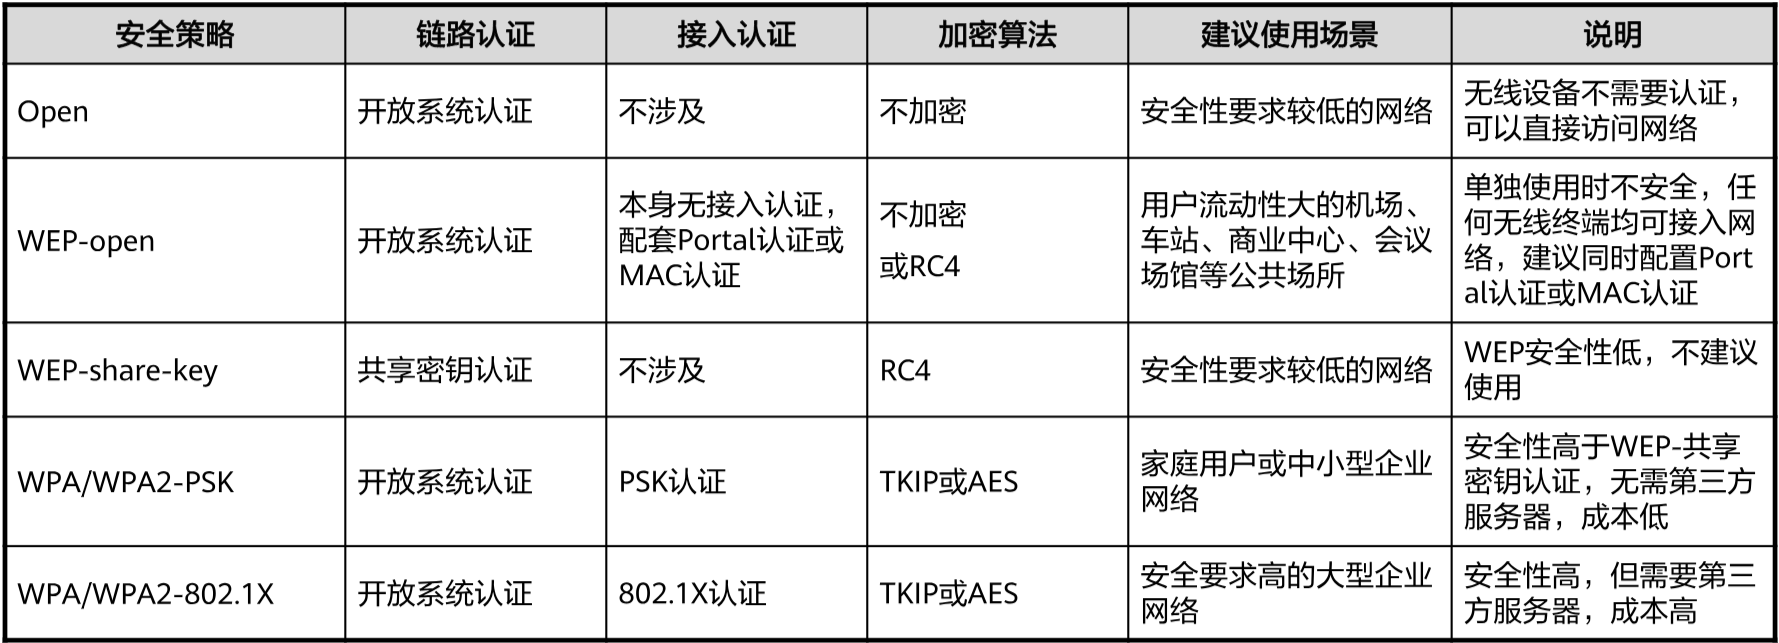 安全策略 链路认证 接入认证 加密算法 建议使用场景 说明
Open
开放系统认证
不涉及
不加密
安全性要求较低的网络
无线设备不需要认证，
可以直接访问网络
WEP-open
开放系统认证
本身无接入认证，
配套Portal认证或
MAC认证
不加密
或RC4
用户流动性大的机场、
车站、商业中心、会议
场馆等公共场所
单独使用时不安全，任
何无线终端均可接入网
络，建议同时配置Port
al认证或MAC认证
WEP-share-key
共享密钥认证
不涉及
RC4
安全性要求较低的网络
WEP安全性低，不建议
使用
WPA/WPA2-PSK
开放系统认证
PSK认证
TKIP或AES
家庭用户或中小型企业
网络
安全性高于WEP-共享
密钥认证，无需第三方
服务器，成本低
WPA/WPA2-802.1X
开放系统认证
802.1X认证
TKIP或AES
安全要求高的大型企业
网络
安全性高，但需要第三
方服务器，成本高